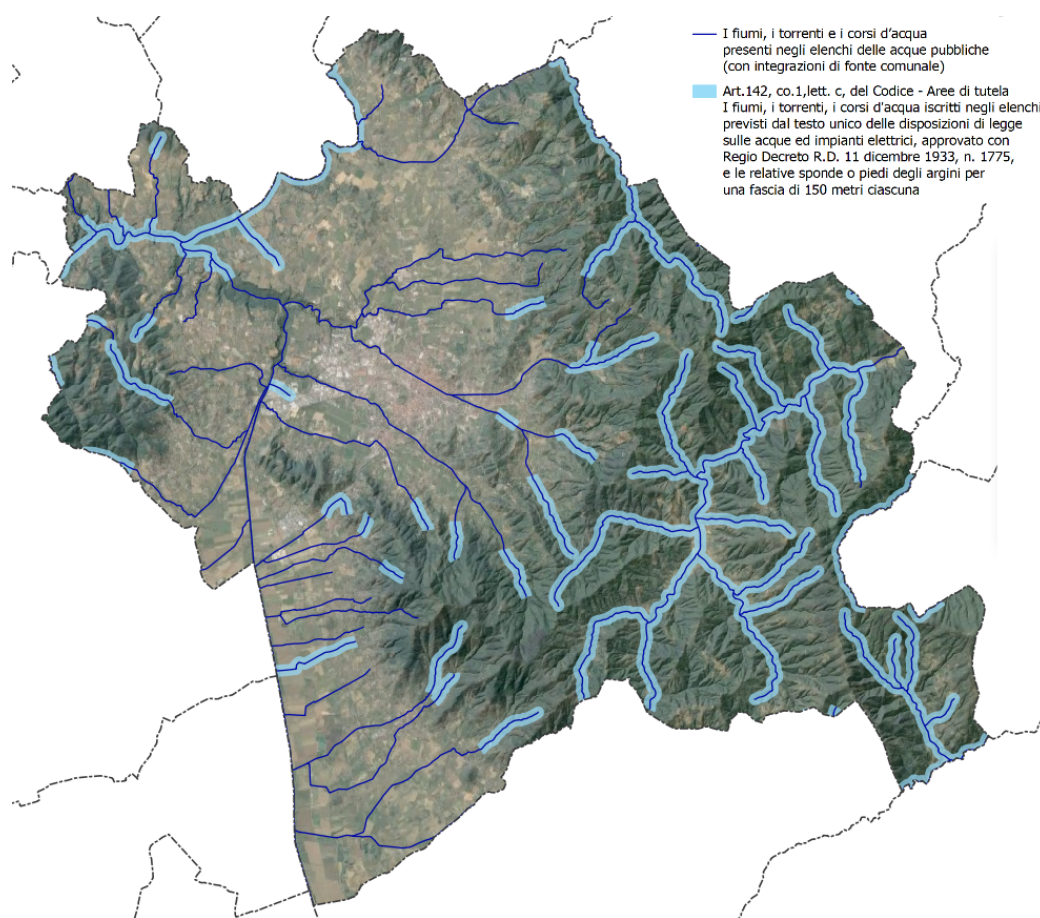 I fiumi, i torrenti e i corsi d'acqua
presenti negli elenchi delle acque pubbliche
(con integrazioni di fonte comunale)
Art.142, co.1,lett. c, del Codice - Aree di tutela
I fiumi, i torrenti, i corsi d'acqua iscritti negli elenchi
previsti dal testo unico delle disposizioni di legge
sulle acque ed impianti elettrici, approvato con
Regio Decreto R.D. 11 dicembre 1933, n. 1775,
e le relative sponde o piedi degli argini per
una fascia di 150 metri ciascuna